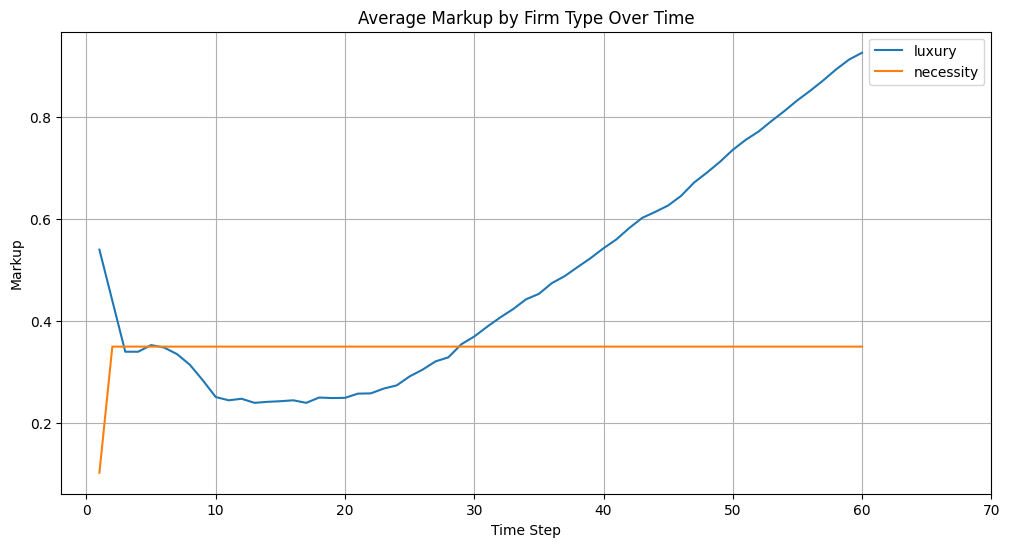 Average Markup by Firm Type Over Time
luxury
necessity
Markup
0.8
0.6
0.4
0.2
0 10 20 30 40 50 60 70
Time Step